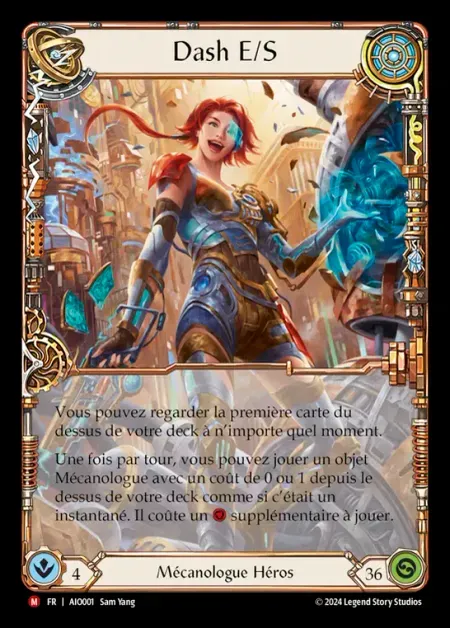 Dash E/S
Vous pouvez regarder la première carte du
dessus de votre deck à n'importe quel moment.
Une fois par tour, vous pouvez jouer un objet
Mécanologue avec un coût de 0 ou 1 depuis le
dessus de votre deck comme si c'était un
instantané. Il coûte un supplémentaire à jouer.
4
Mécanologue Héros
36
M FR | AIO001 Sam Yang
© 2024 Legend Story Studios